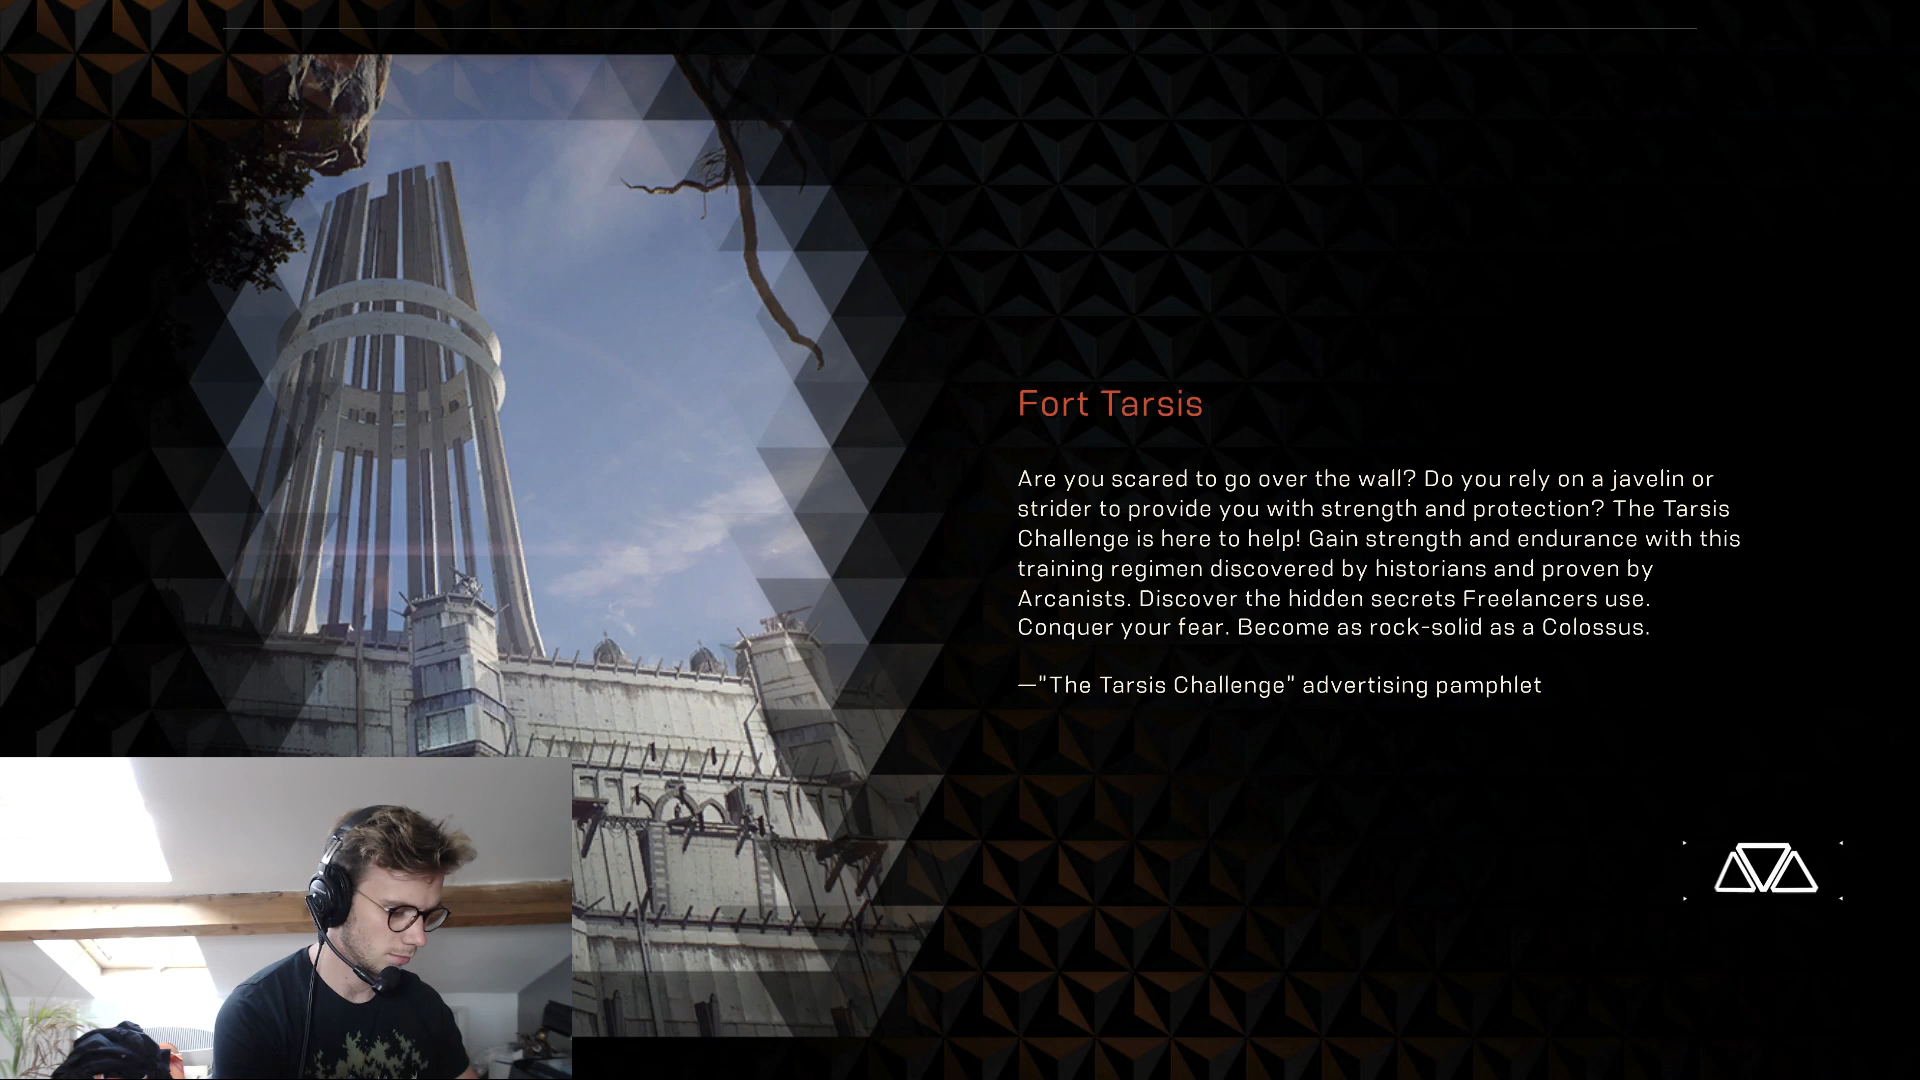 Fort Tarsis
Are you scared to go over the wall? Do you rely on a javelin or
strider to provide you with strength and protection? The Tarsis
Challenge is here to help! Gain strength and endurance with this
training regimen discovered by historians and proven by
Arcanists. Discover the hidden secrets Freelancers use.
Conquer your fear. Become as rock-solid as a Colossus.
—"The Tarsis Challenge" advertising pamphlet